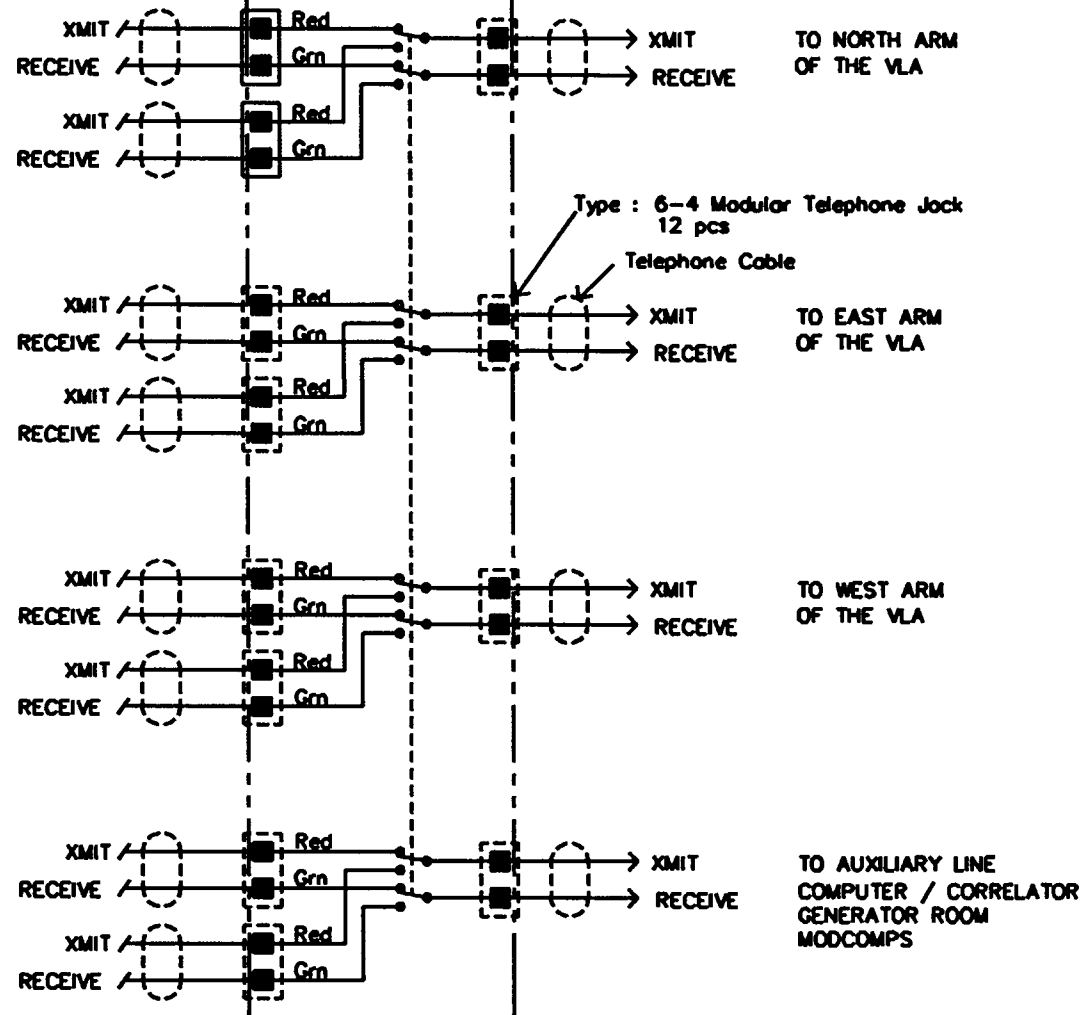 XMIT Red XMIT TO NORTH ARM
RECEIVE Grn RECEIVE OF THE VLA
XMIT Red
RECEIVE Grn
Type : 6-4 Modular Telephone Jack
12 pcs
Telephone Cable
XMIT Red XMIT TO EAST ARM
RECEIVE Grn RECEIVE OF THE VLA
XMIT Red
RECEIVE Grn
XMIT Red XMIT TO WEST ARM
RECEIVE Grn RECEIVE OF THE VLA
XMIT Red
RECEIVE Grn
XMIT Red XMIT TO AUXILIARY LINE
RECEIVE Grn RECEIVE COMPUTER / CORRELATOR
GENERATOR ROOM
XMIT Red MODCOMPS
RECEIVE Grn